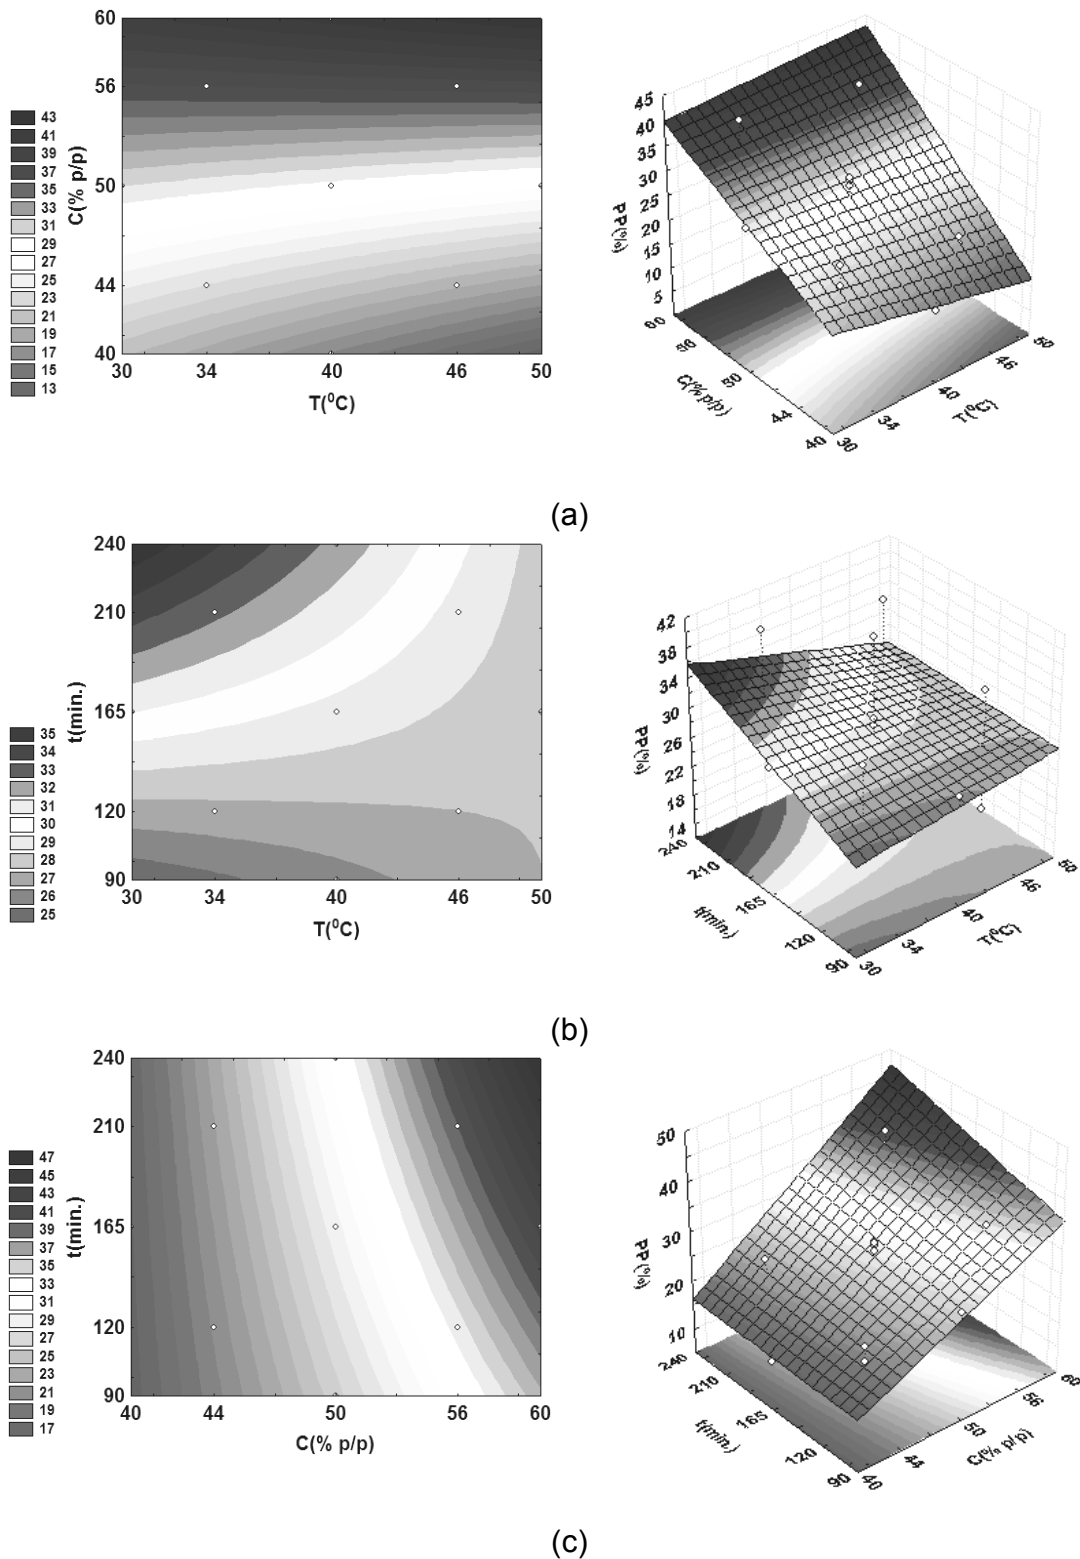 60
56
50
44
40
C(% p/p)
30 34 40 46 50
T(⁰C)
43
41
39
37
35
33
31
29
27
25
23
21
19
17
15
13
45
40
35
30
25
20
15
10
5
PP(%)
60 56 50 44 40
C(% p/p)
30 34 40 46 50
T(⁰C)
(a)
240
210
165
120
90
t(min.)
30 34 40 46 50
T(⁰C)
35
34
33
32
31
30
29
28
27
26
25
42
38
34
30
26
22
18
14
PP(%)
240 210 165 120 90
t(min.)
30 34 40 46 50
T(⁰C)
(b)
240
210
165
120
90
t(min.)
40 44 50 56 60
C(% p/p)
47
45
43
41
39
37
35
33
31
29
27
25
23
21
19
17
50
40
30
20
10
PP(%)
240 210 165 120 90
t(min.)
40 44 50 56 60
C(% p/p)
(c)